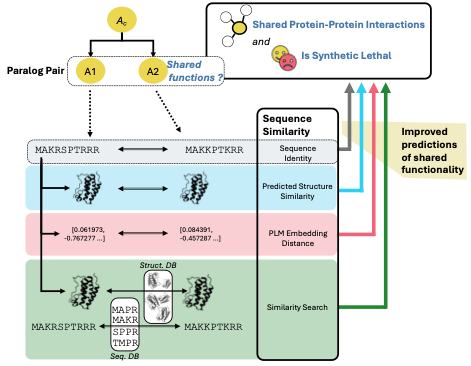 Ac
Shared Protein-Protein Interactions
and
Is Synthetic Lethal
Paralog Pair
A1
A2
Shared
functions ?
Sequence
Similarity
MAKRSPTRRR
MAKKPTKRR
Sequence
Identity
Improved
predictions
of shared
functionality
Predicted Structure
Similarity
[0.061973,
-0.767277 ...]
[0.084391,
-0.457287 ...]
PLM Embedding
Distance
Struct. DB
Similarity Search
MAPR
MAKR
SPPR
TMPR
MAKRSPTRRR
MAKKPTKRR
Seq. DB